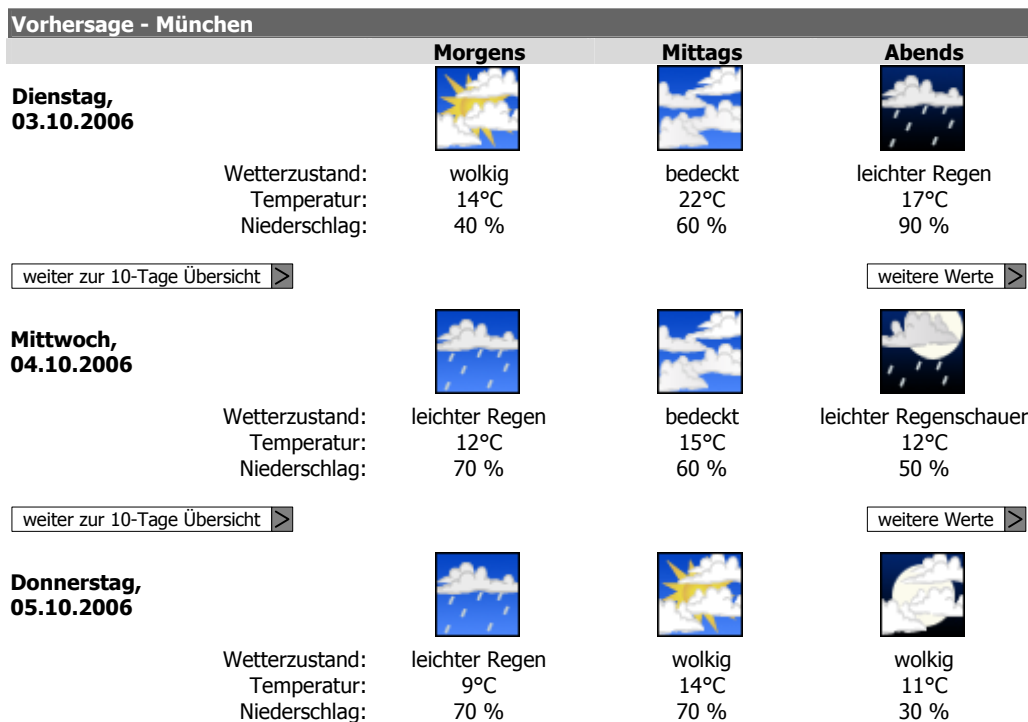 Vorhersage - München
Morgens Mittags Abends
Dienstag,
03.10.2006
Wetterzustand: wolkig bedeckt leichter Regen
Temperatur: 14°C 22°C 17°C
Niederschlag: 40 % 60 % 90 %
weiter zur 10-Tage Übersicht > weitere Werte >
Mittwoch,
04.10.2006
Wetterzustand: leichter Regen bedeckt leichter Regenschauer
Temperatur: 12°C 15°C 12°C
Niederschlag: 70 % 60 % 50 %
weiter zur 10-Tage Übersicht > weitere Werte >
Donnerstag,
05.10.2006
Wetterzustand: leichter Regen wolkig wolkig
Temperatur: 9°C 14°C 11°C
Niederschlag: 70 % 70 % 30 %